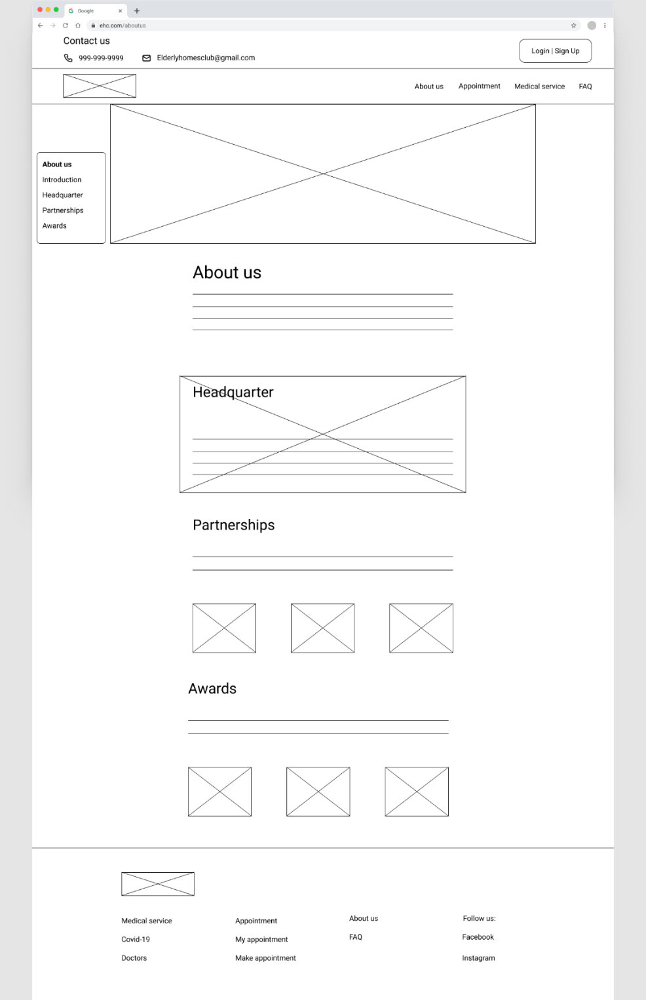 Google
ehc.com/aboutus
Contact us
999-999-9999 Elderlyhomesclub@gmail.com
Login | Sign Up
About us Appointment Medical service FAQ
About us
Introduction
Headquarter
Partnerships
Awards
About us
Headquarter
Partnerships
Awards
Medical service
Covid-19
Doctors
Appointment
My appointment
Make appointment
About us
FAQ
Follow us:
Facebook
Instagram